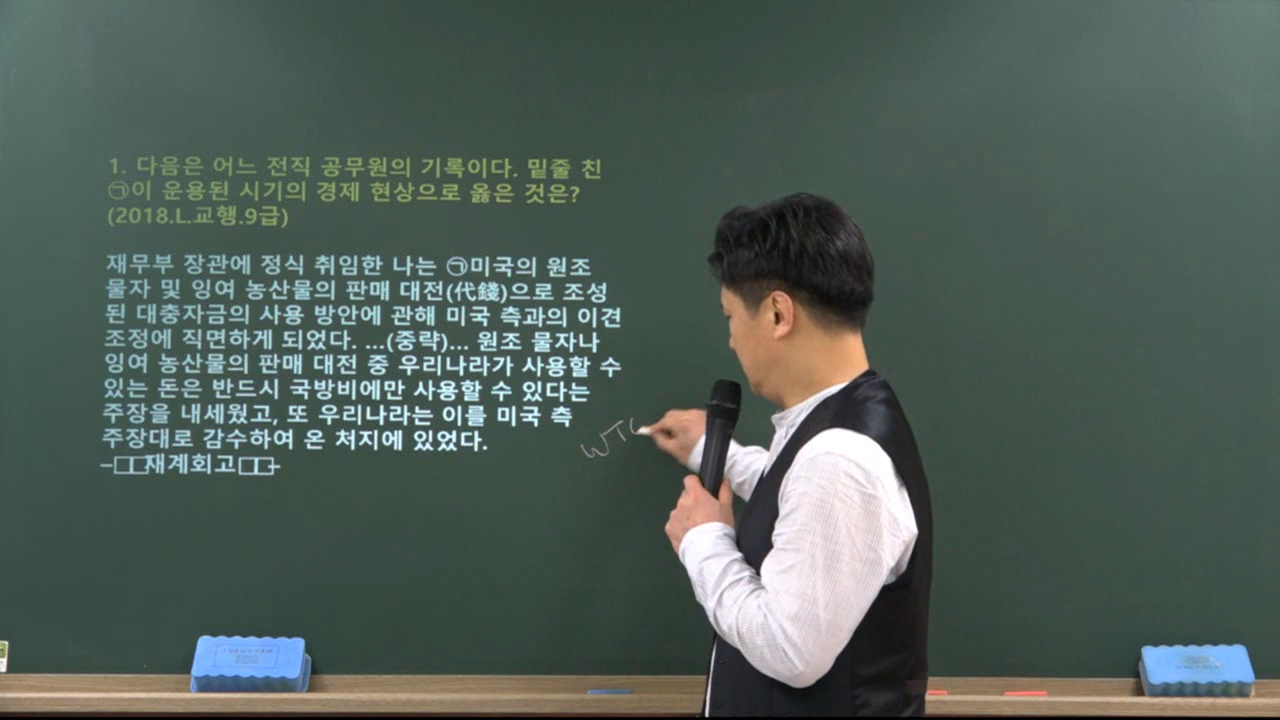 1. 다음은 어느 전직 공무원의 기록이다. 밑줄 친
㉠이 운용된 시기의 경제 현상으로 옳은 것은?
(2018.L.교행.9급)
재무부 장관에 정식 취임한 나는 ㉠미국의 원조
물자 및 잉여 농산물의 판매 대전(代錢)으로 조성
된 대충자금의 사용 방안에 관해 미국 측과의 이견
조정에 직면하게 되었다. ...(중략)... 원조 물자나
잉여 농산물의 판매 대전 중 우리나라가 사용할 수
있는 돈은 반드시 국방비에만 사용할 수 있다는
주장을 내세웠고, 또 우리나라는 이를 미국 측
주장대로 감수하여 온 처지에 있었다.
–□□재계회고□□–
WT